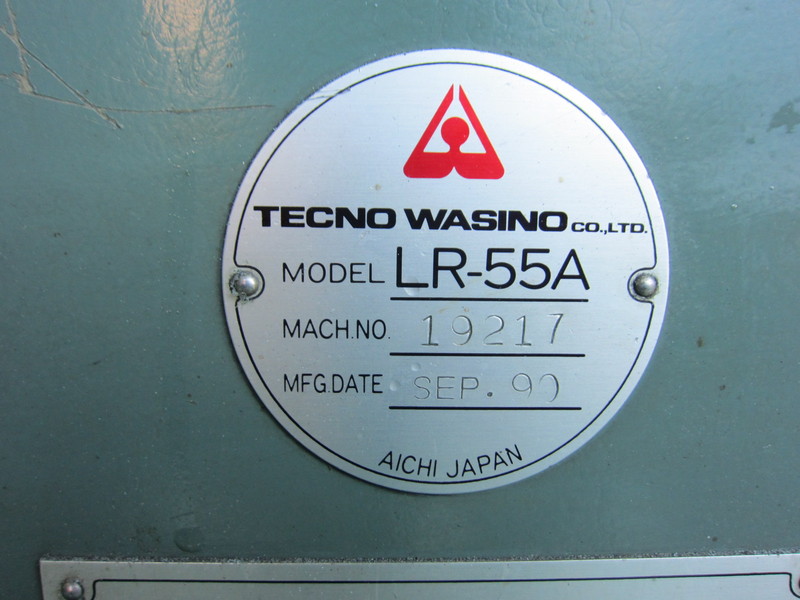 TECNO WASINO CO.,LTD.
MODEL LR-55A
MACH.NO. 19217
MFG.DATE SEP. 90
AICHI JAPAN